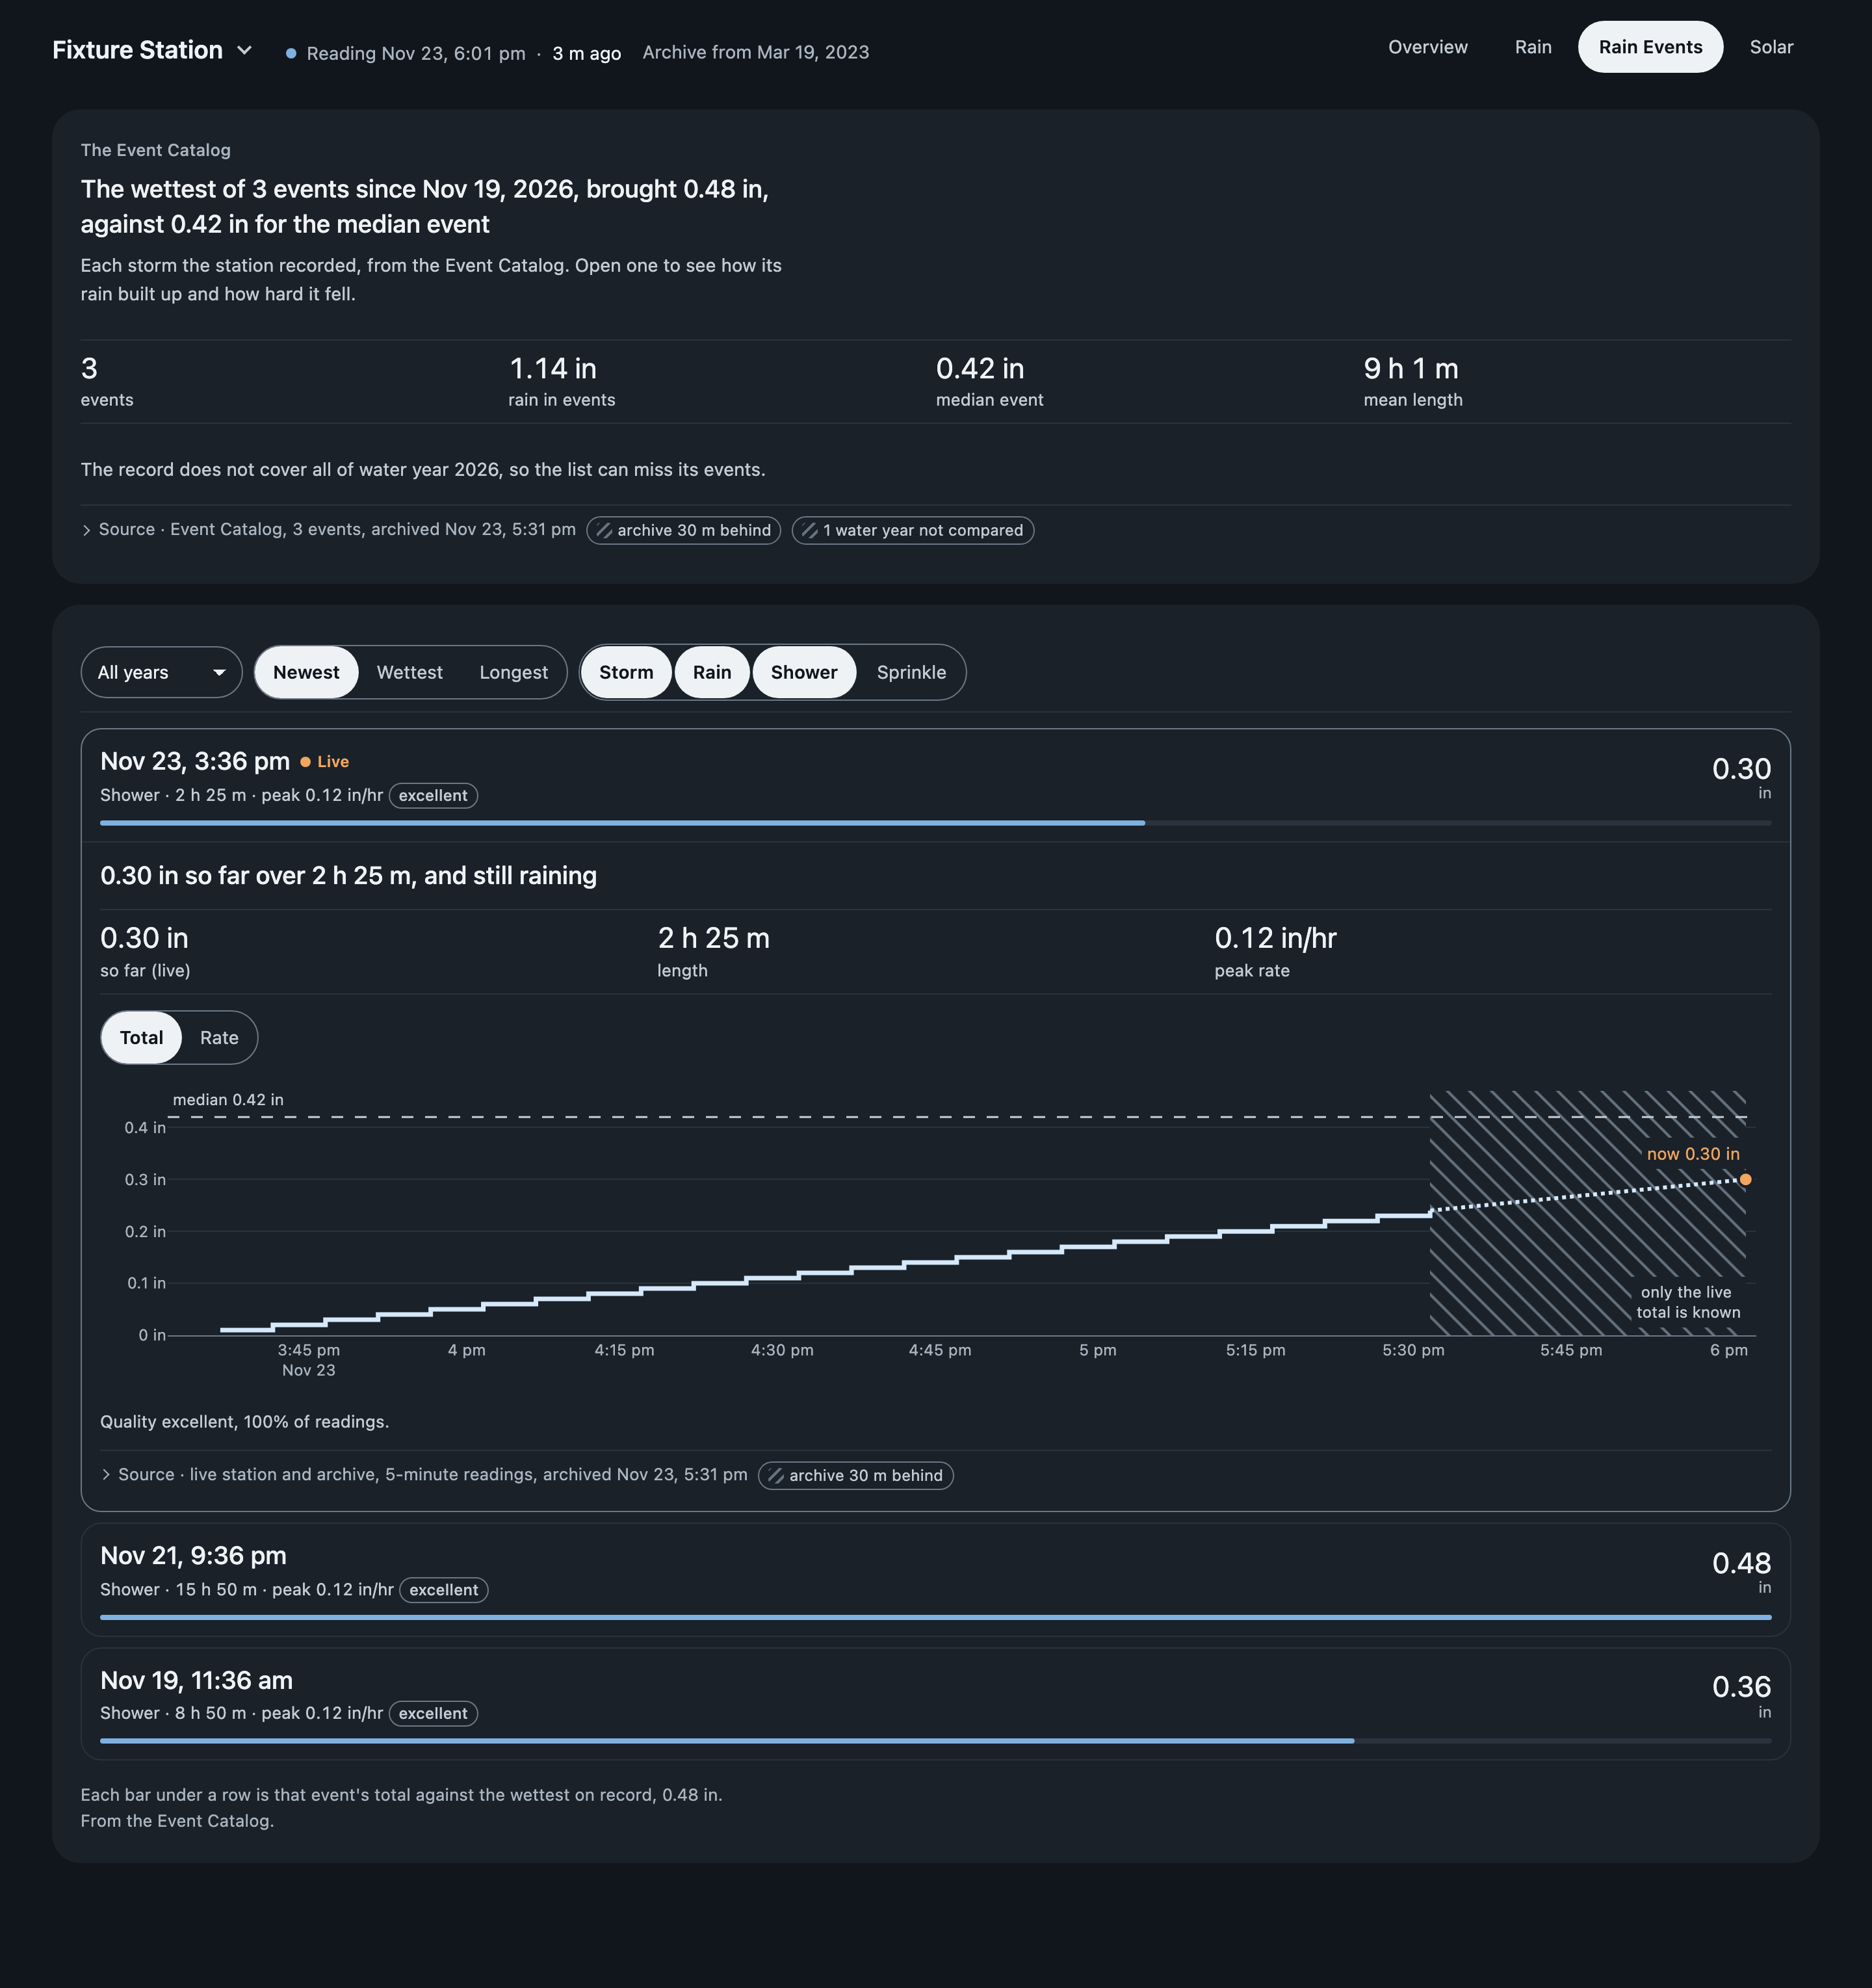 Fixture Station
Reading Nov 23, 6:01 pm · 3 m ago
Archive from Mar 19, 2023
Overview
Rain
Rain Events
Solar
The Event Catalog
The wettest of 3 events since Nov 19, 2026, brought 0.48 in,
against 0.42 in for the median event
Each storm the station recorded, from the Event Catalog. Open one to see how its
rain built up and how hard it fell.
3
events
1.14 in
rain in events
0.42 in
median event
9 h 1 m
mean length
The record does not cover all of water year 2026, so the list can miss its events.
Source · Event Catalog, 3 events, archived Nov 23, 5:31 pm
archive 30 m behind
1 water year not compared
All years
Newest
Wettest
Longest
Storm
Rain
Shower
Sprinkle
Nov 23, 3:36 pm
Live
Shower · 2 h 25 m · peak 0.12 in/hr
excellent
0.30
in
0.30 in so far over 2 h 25 m, and still raining
0.30 in
so far (live)
2 h 25 m
length
0.12 in/hr
peak rate
Total
Rate
median 0.42 in
0.4 in
now 0.30 in
0.3 in
0.2 in
0.1 in
only the live
total is known
0 in
3:45 pm
Nov 23
4 pm
4:15 pm
4:30 pm
4:45 pm
5 pm
5:15 pm
5:30 pm
5:45 pm
6 pm
Quality excellent, 100% of readings.
Source · live station and archive, 5-minute readings, archived Nov 23, 5:31 pm
archive 30 m behind
Nov 21, 9:36 pm
Shower · 15 h 50 m · peak 0.12 in/hr
excellent
0.48
in
Nov 19, 11:36 am
Shower · 8 h 50 m · peak 0.12 in/hr
excellent
0.36
in
Each bar under a row is that event's total against the wettest on record, 0.48 in.
From the Event Catalog.